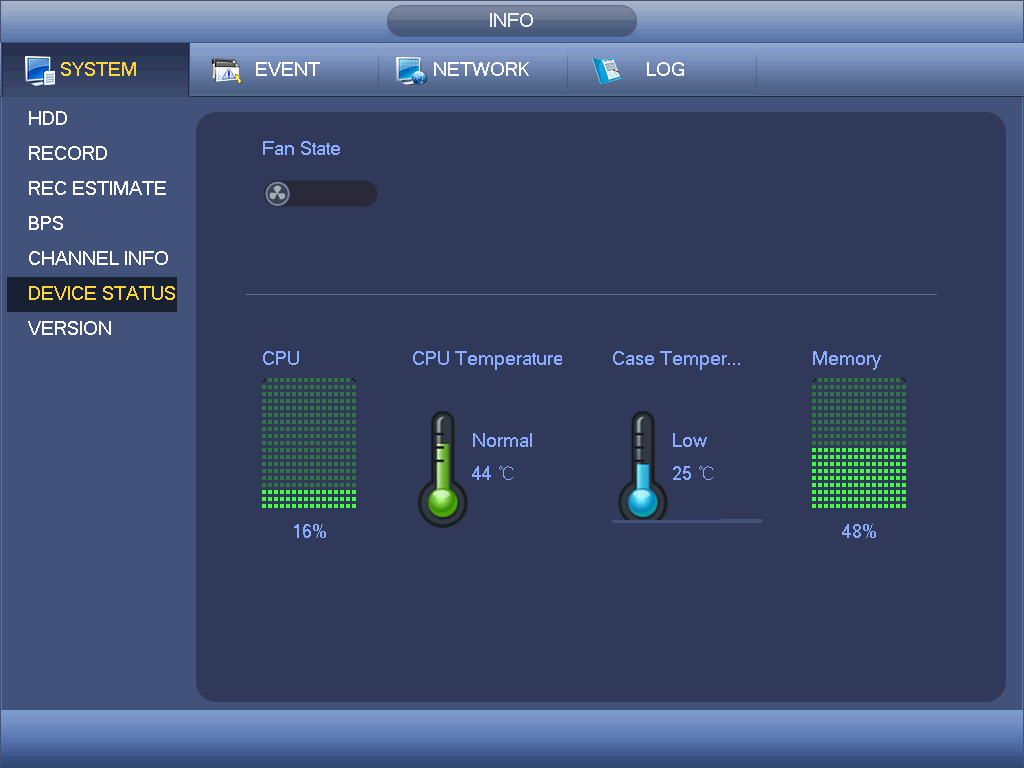 INFO
SYSTEM
EVENT
NETWORK
LOG
HDD
RECORD
REC ESTIMATE
BPS
CHANNEL INFO
DEVICE STATUS
VERSION
Fan State
CPU
CPU Temperature
Case Temper...
Memory
Normal
44 ℃
Low
25 ℃
16%
48%